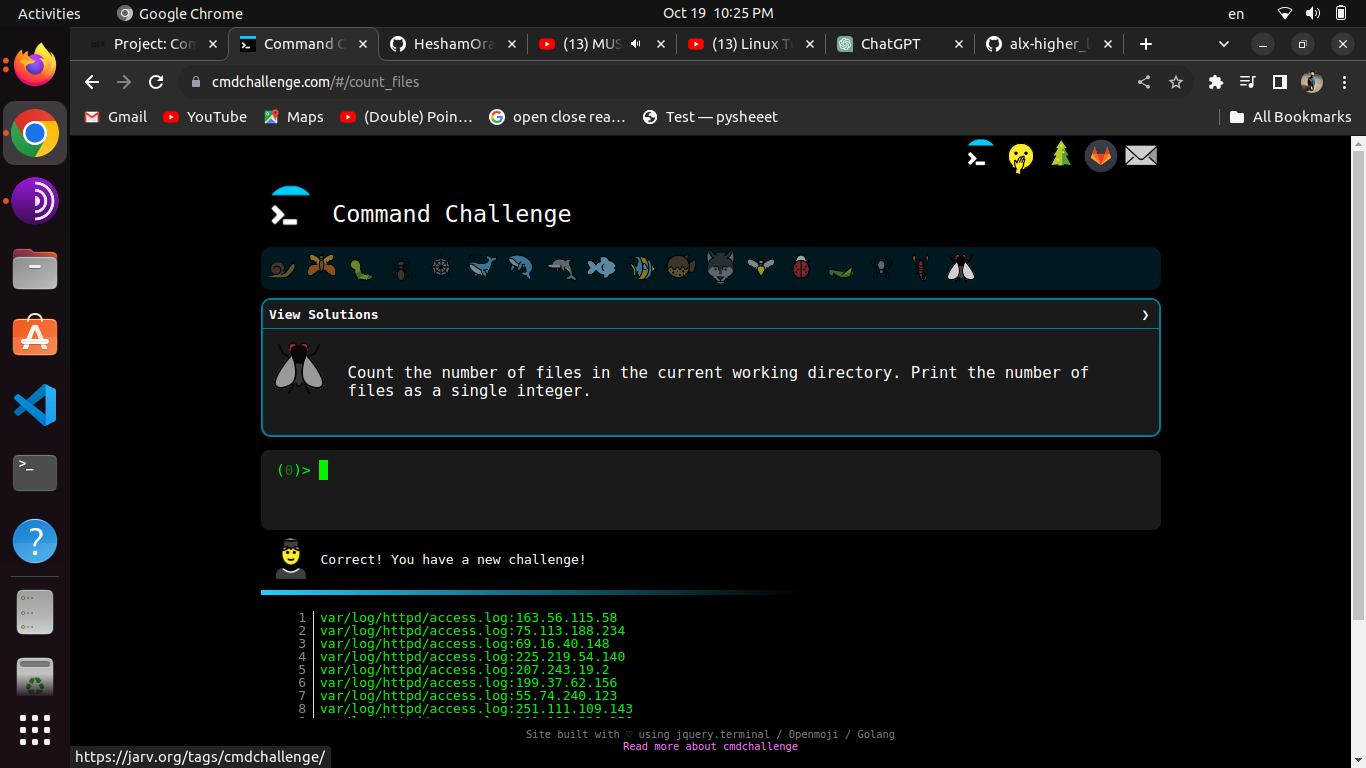 Activities
Google Chrome
Oct 19 10:25 PM
en
Project: Con
Command C
HeshamOra
(13) MUS
(13) Linux T
ChatGPT
alx-higher_l
cmdchallenge.com/#/count_files
Gmail
YouTube
Maps
(Double) Poin…
open close rea…
Test — pysheeet
All Bookmarks
Command Challenge
View Solutions
Count the number of files in the current working directory. Print the number of
files as a single integer.
(0)>
Correct! You have a new challenge!
1 var/log/httpd/access.log:163.56.115.58
2 var/log/httpd/access.log:75.113.188.234
3 var/log/httpd/access.log:69.16.40.148
4 var/log/httpd/access.log:225.219.54.140
5 var/log/httpd/access.log:207.243.19.2
6 var/log/httpd/access.log:199.37.62.156
7 var/log/httpd/access.log:55.74.240.123
8 var/log/httpd/access.log:251.111.109.143
Site built with ♡ using jquery.terminal / Openmoji / Golang
Read more about cmdchallenge
https://jarv.org/tags/cmdchallenge/